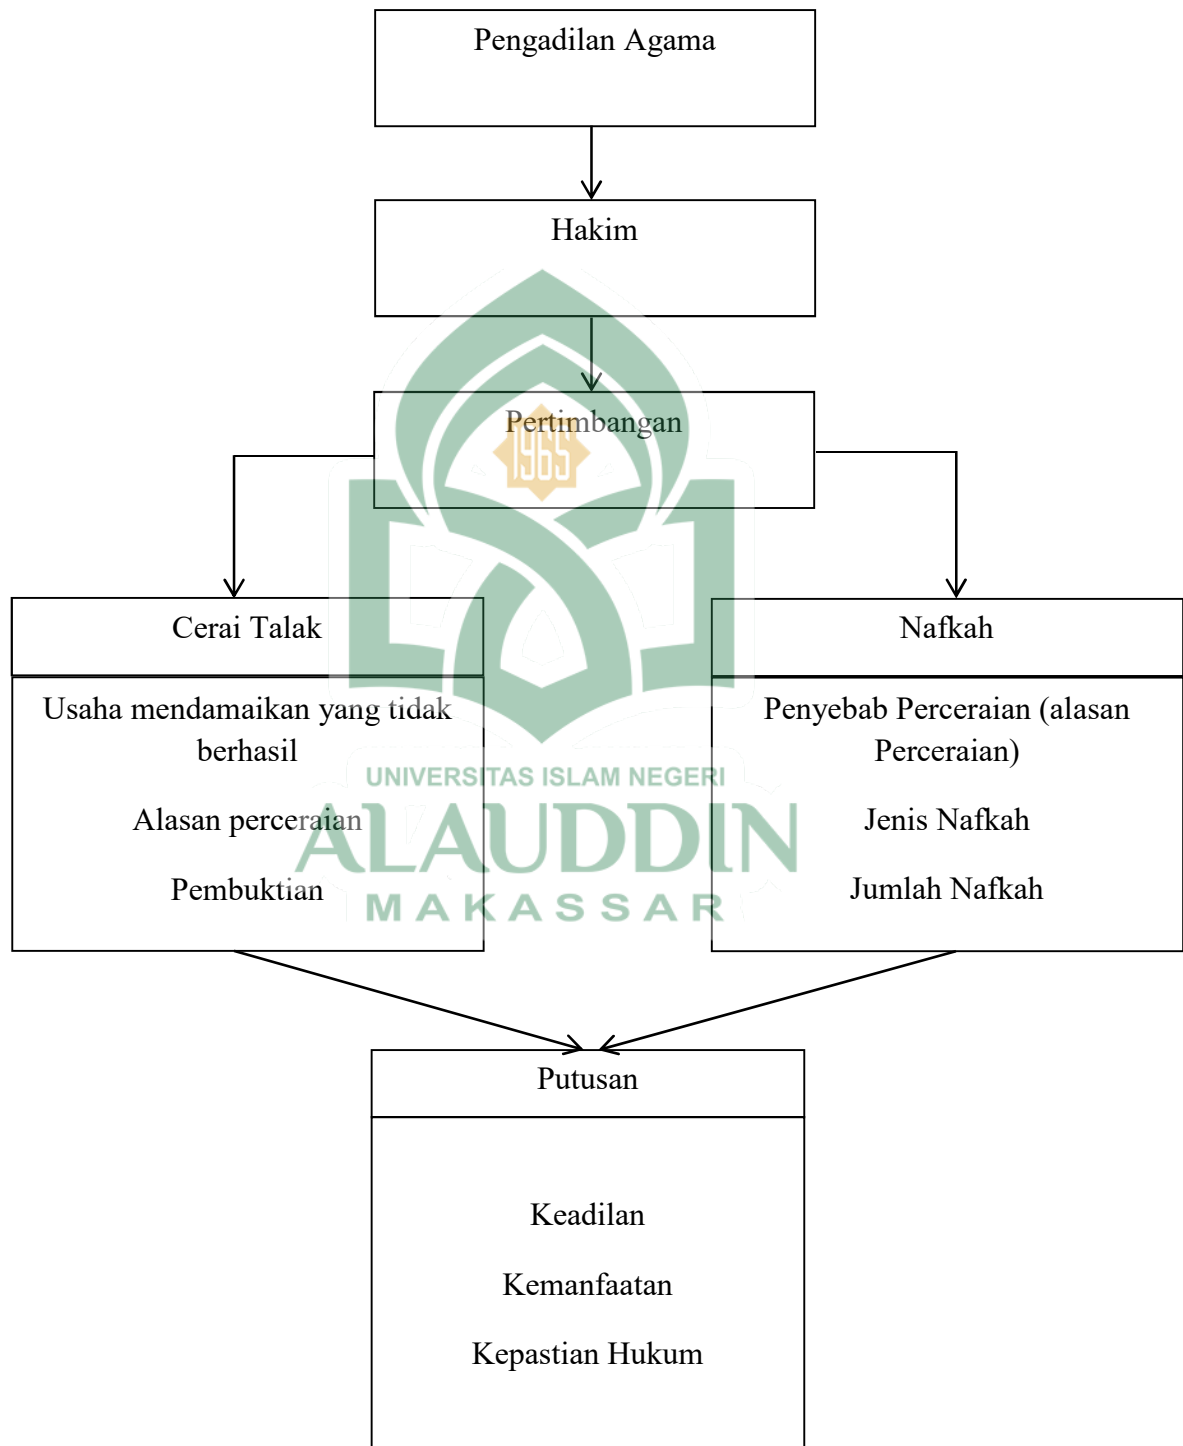 Pengadilan Agama
Hakim
Pertimbangan
1965
Cerai Talak
Usaha mendamaikan yang tidak
berhasil
Alasan perceraian
Pembuktian
Nafkah
Penyebab Perceraian (alasan
Perceraian)
Jenis Nafkah
Jumlah Nafkah
UNIVERSITAS ISLAM NEGERI
ALAUDDIN
MAKASSAR
Putusan
Keadilan
Kemanfaatan
Kepastian Hukum